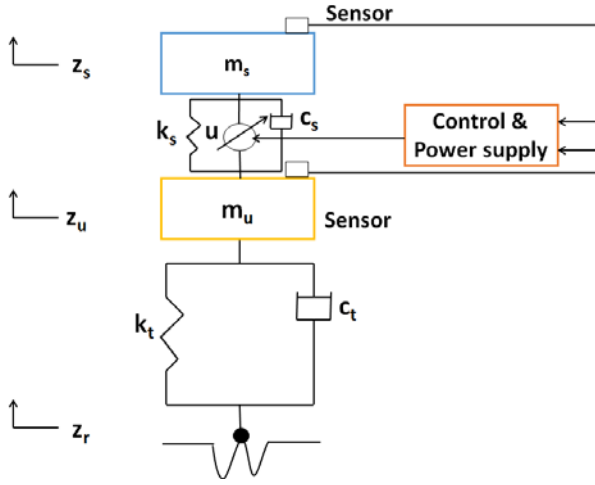 Sensor
z_s
m_s
k_s
u
c_s
Control &
Power supply
z_u
m_u
Sensor
k_t
c_t
z_r